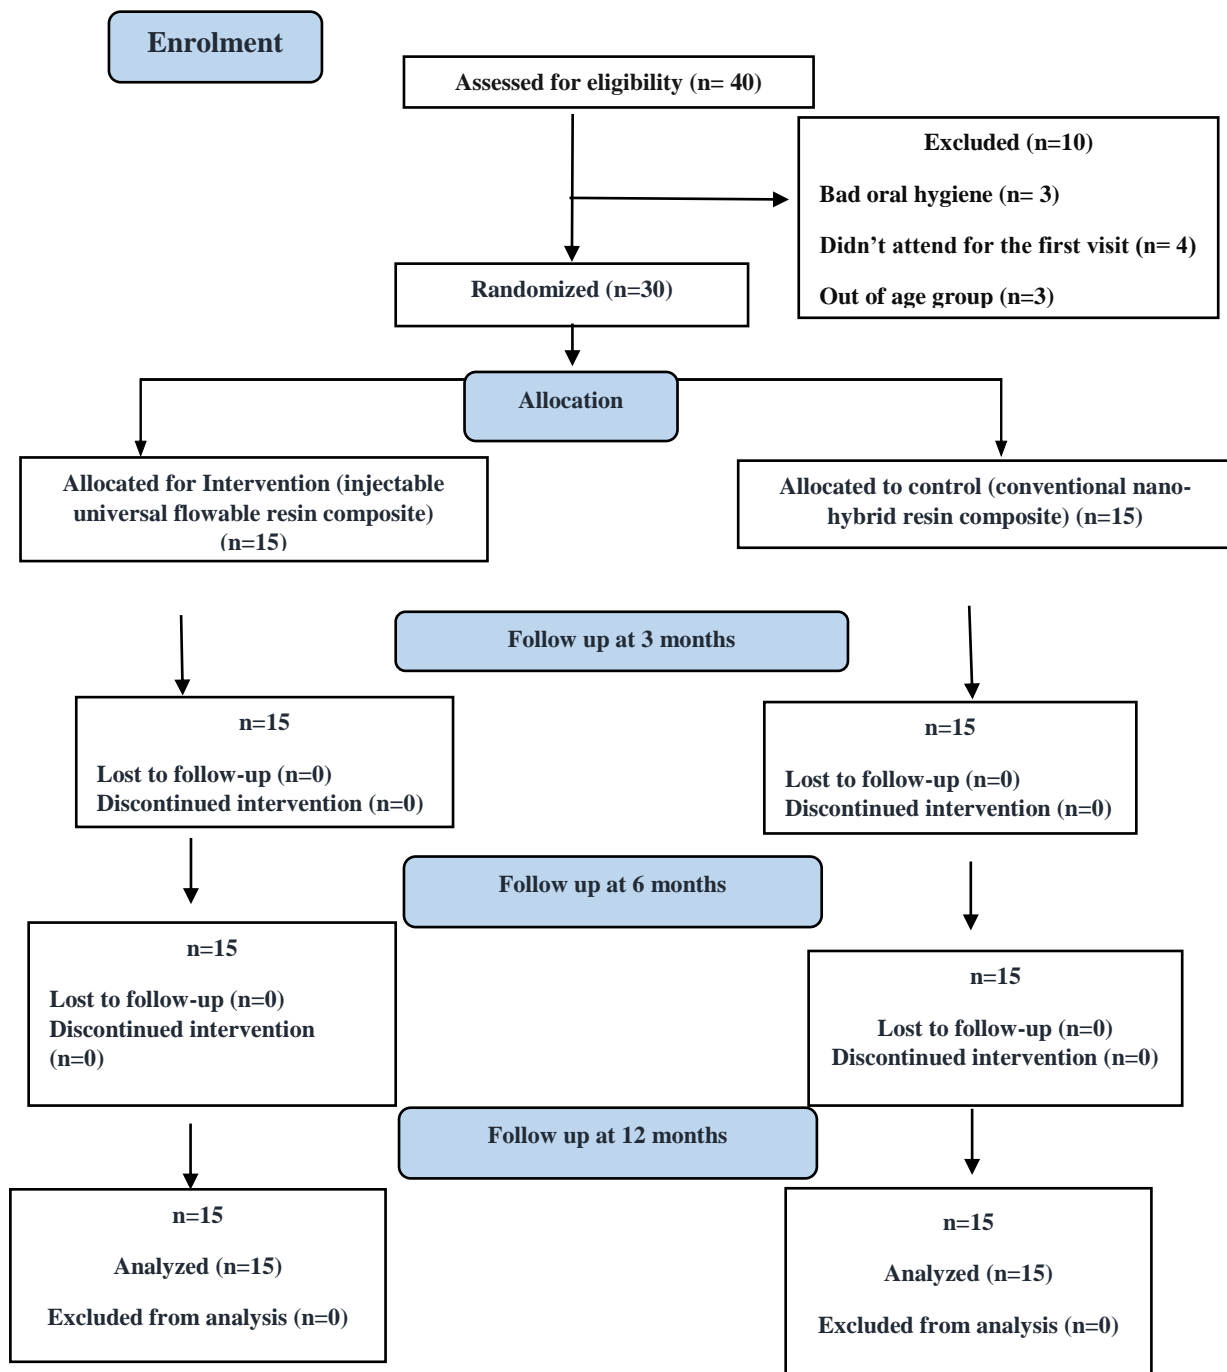 Enrolment
Assessed for eligibility (n= 40)
Excluded (n=10)
Bad oral hygiene (n= 3)
Didn’t attend for the first visit (n= 4)
Out of age group (n=3)
Randomized (n=30)
Allocation
Allocated for Intervention (injectable
universal flowable resin composite)
(n=15)
Allocated to control (conventional nano-
hybrid resin composite) (n=15)
Follow up at 3 months
n=15
Lost to follow-up (n=0)
Discontinued intervention (n=0)
n=15
Lost to follow-up (n=0)
Discontinued intervention (n=0)
Follow up at 6 months
n=15
Lost to follow-up (n=0)
Discontinued intervention
(n=0)
n=15
Lost to follow-up (n=0)
Discontinued intervention (n=0)
Follow up at 12 months
n=15
Analyzed (n=15)
Excluded from analysis (n=0)
n=15
Analyzed (n=15)
Excluded from analysis (n=0)